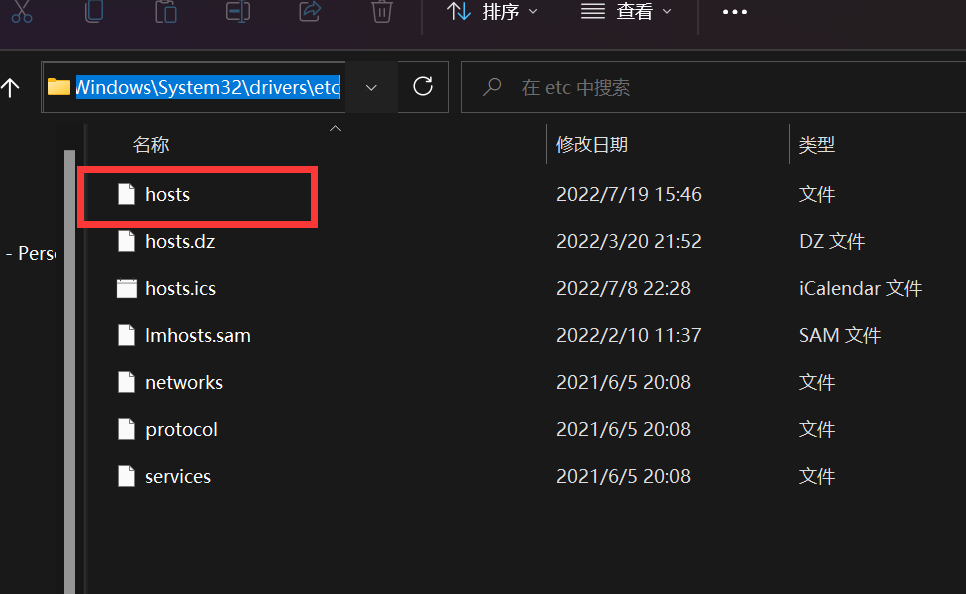 排序 查看
Windows\System32\drivers\etc 在 etc 中搜索
名称 修改日期 类型
hosts 2022/7/19 15:46 文件
hosts.dz 2022/3/20 21:52 DZ 文件
- Perso
hosts.ics 2022/7/8 22:28 iCalendar 文件
lmhosts.sam 2022/2/10 11:37 SAM 文件
networks 2021/6/5 20:08 文件
protocol 2021/6/5 20:08 文件
services 2021/6/5 20:08 文件